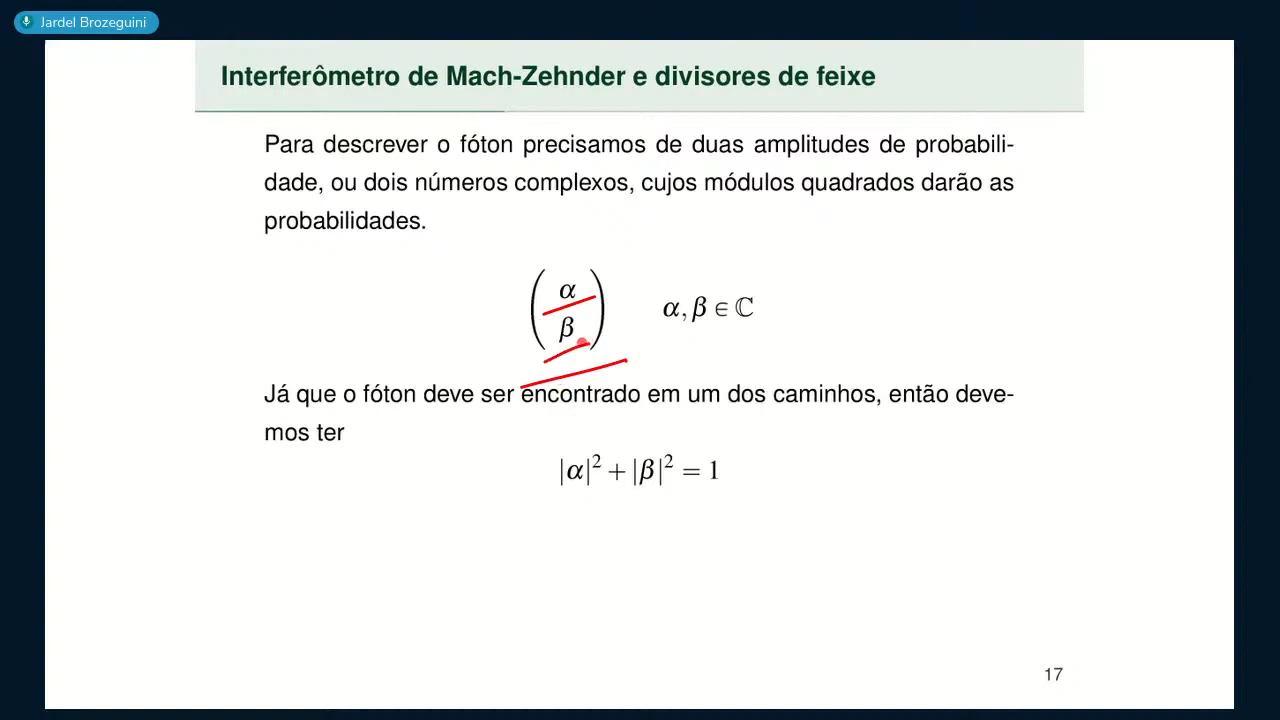 Jardel Brozeguini
Interferômetro de Mach-Zehnder e divisores de feixe
Para descrever o fóton precisamos de duas amplitudes de probabili-
dade, ou dois números complexos, cujos módulos quadrados darão as
probabilidades.
(α β) α, β ∈ ℂ
Já que o fóton deve ser encontrado em um dos caminhos, então deve-
mos ter
|α|² + |β|² = 1
17